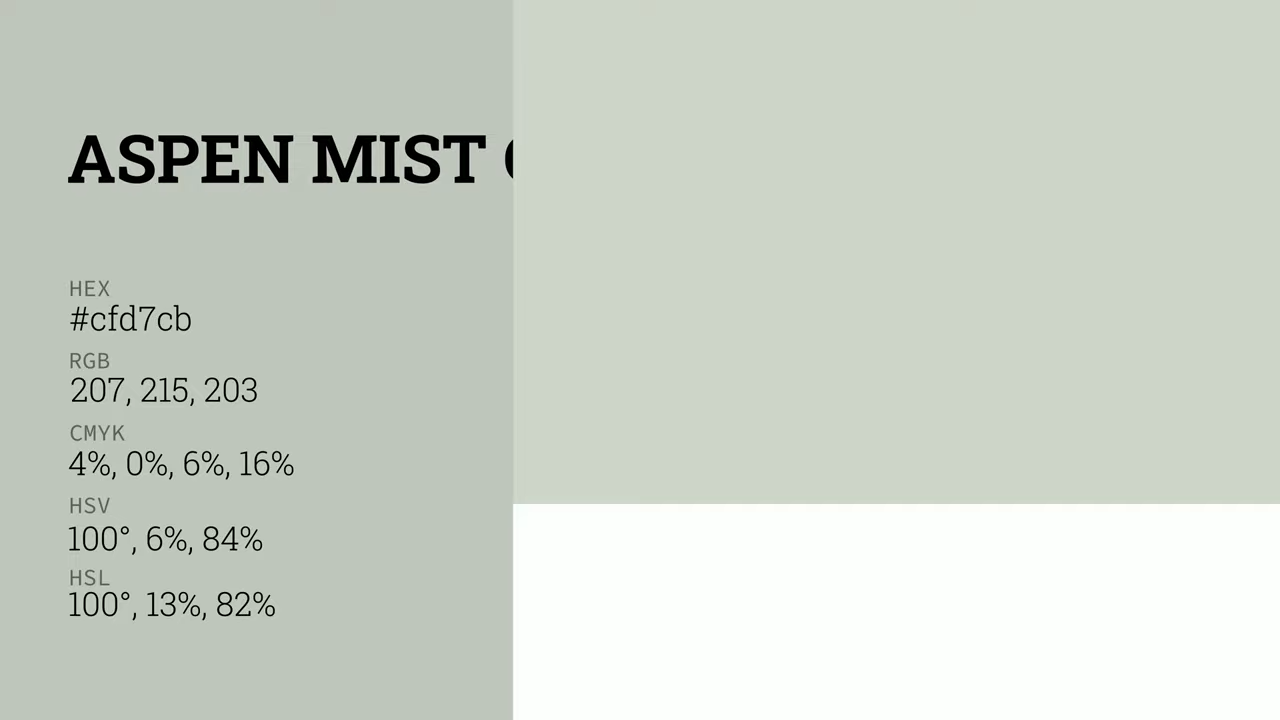 ASPEN MIST
HEX
#cfd7cb
RGB
207, 215, 203
CMYK
4%, 0%, 6%, 16%
HSV
100°, 6%, 84%
HSL
100°, 13%, 82%